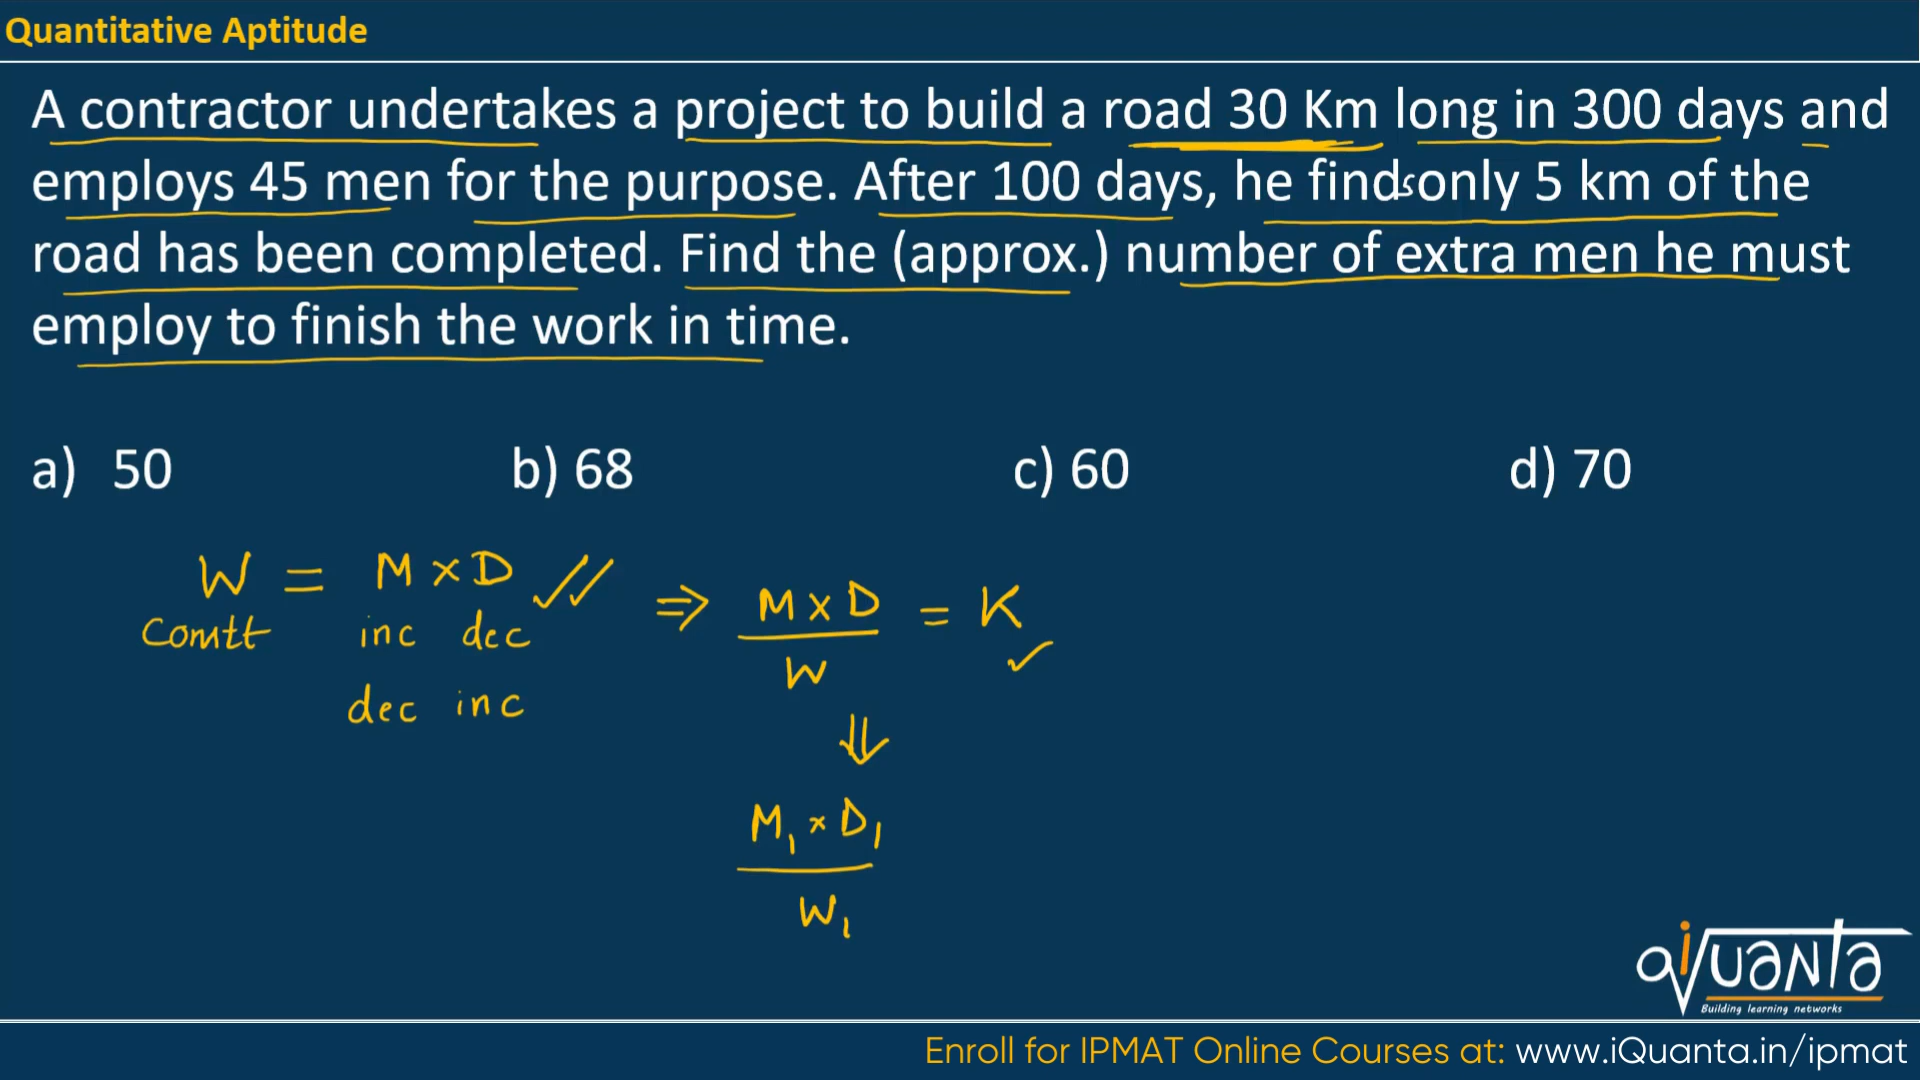 Quantitative Aptitude
A contractor undertakes a project to build a road 30 Km long in 300 days and
employs 45 men for the purpose. After 100 days, he finds only 5 km of the
road has been completed. Find the (approx.) number of extra men he must
employ to finish the work in time.
a) 50 b) 68 c) 60 d) 70
W = M × D ⇒ M × D / W = K
Comtt inc dec
dec inc
⇓
M₁ × D₁
W₁
iQuanta
Building learning networks
Enroll for IPMAT Online Courses at: www.iQuanta.in/ipmat